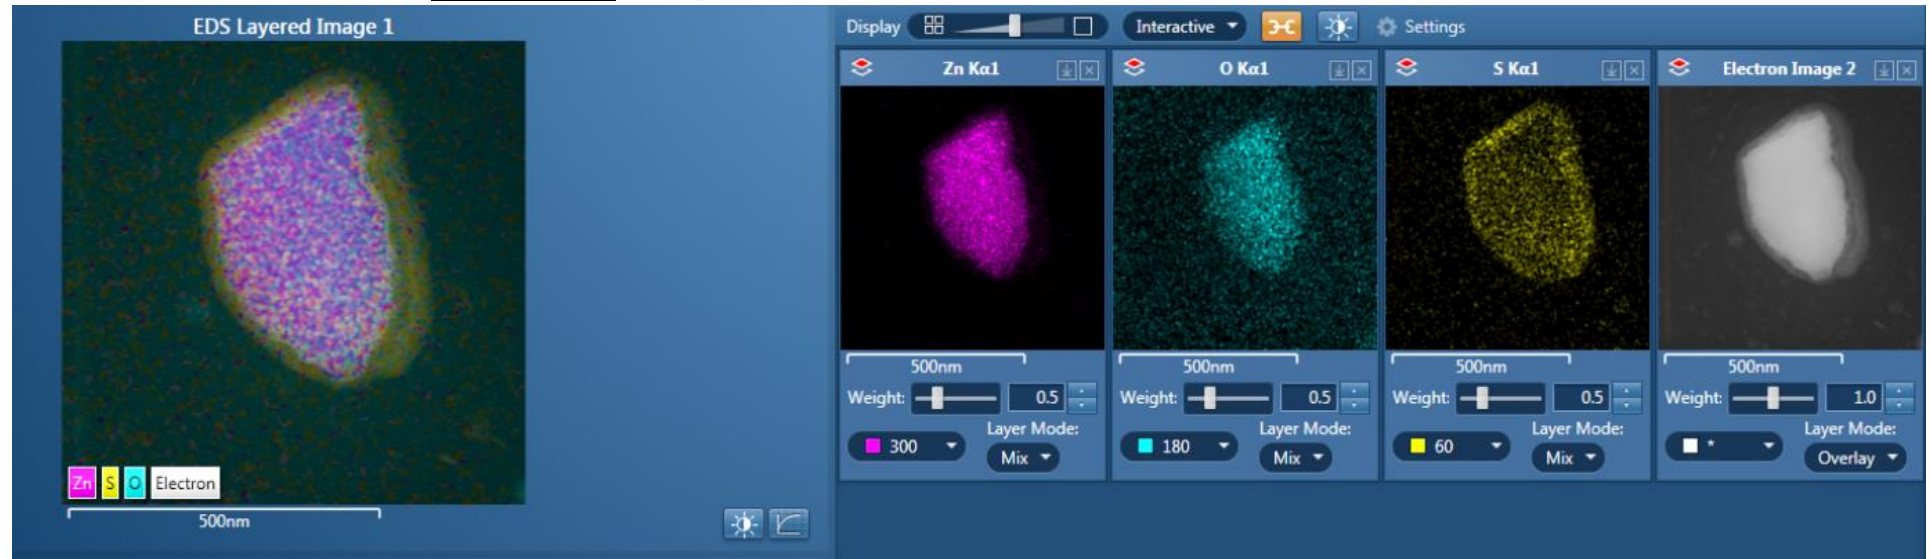 EDS Layered Image 1
Zn S O Electron
500nm
Display Interactive Settings
Zn Kα1
500nm
Weight: 0.5
Layer Mode:
300 Mix
O Kα1
500nm
Weight: 0.5
Layer Mode:
180 Mix
S Kα1
500nm
Weight: 0.5
Layer Mode:
60 Mix
Electron Image 2
500nm
Weight: 1.0
Layer Mode:
* Overlay